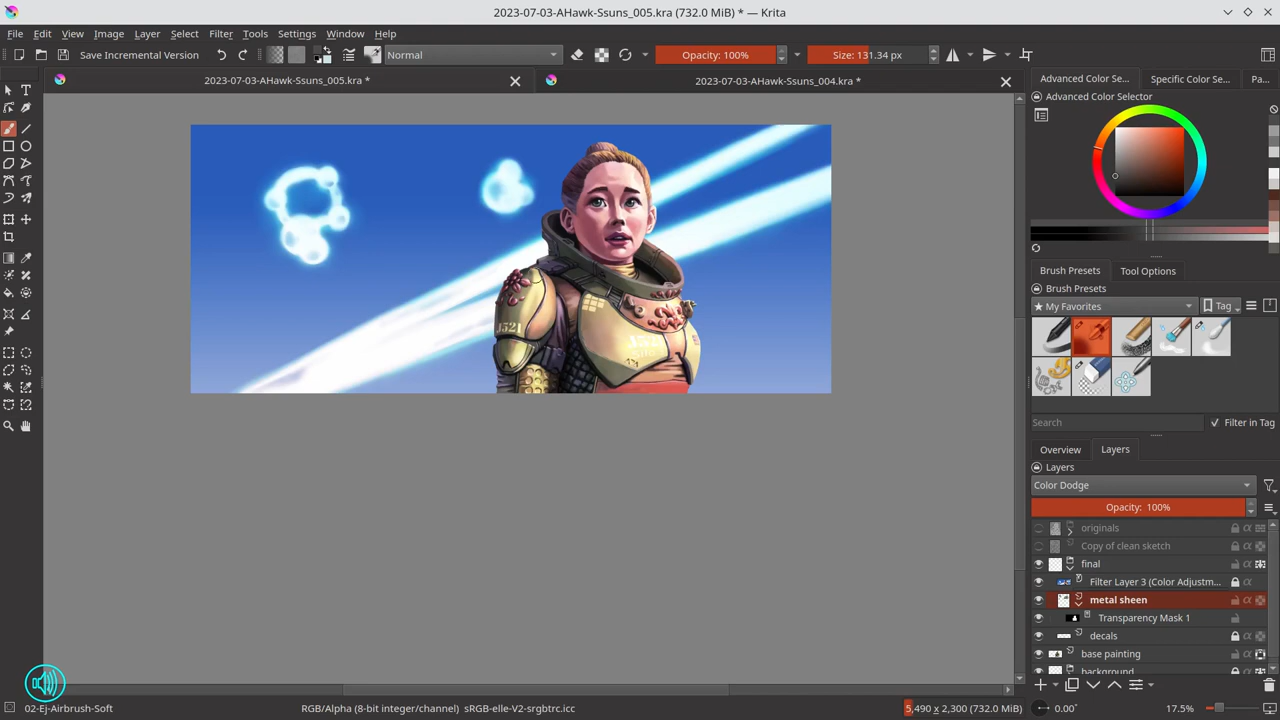 2023-07-03-AHawk-Ssuns_005.kra (732.0 MiB) * — Krita
File Edit View Image Layer Select Filter Tools Settings Window Help
Save Incremental Version Normal Opacity: 100% Size: 131.34 px
2023-07-03-AHawk-Ssuns_005.kra * 2023-07-03-AHawk-Ssuns_004.kra *
Advanced Color Se... Specific Color Se... Pa...
Advanced Color Selector
J521
Brush Presets Tool Options
Brush Presets
My Favorites Tag
Search Filter in Tag
Overview Layers
Layers
Color Dodge
Opacity: 100%
originals
Copy of clean sketch
final
Filter Layer 3 (Color Adjustm...
metal sheen
Transparency Mask 1
decals
base painting
background
02-Ej-Airbrush-Soft RGB/Alpha (8-bit integer/channel) sRGB-elle-V2-srgbtrc.icc 5,490 x 2,300 (732.0 MiB) 0.00° 17.5%